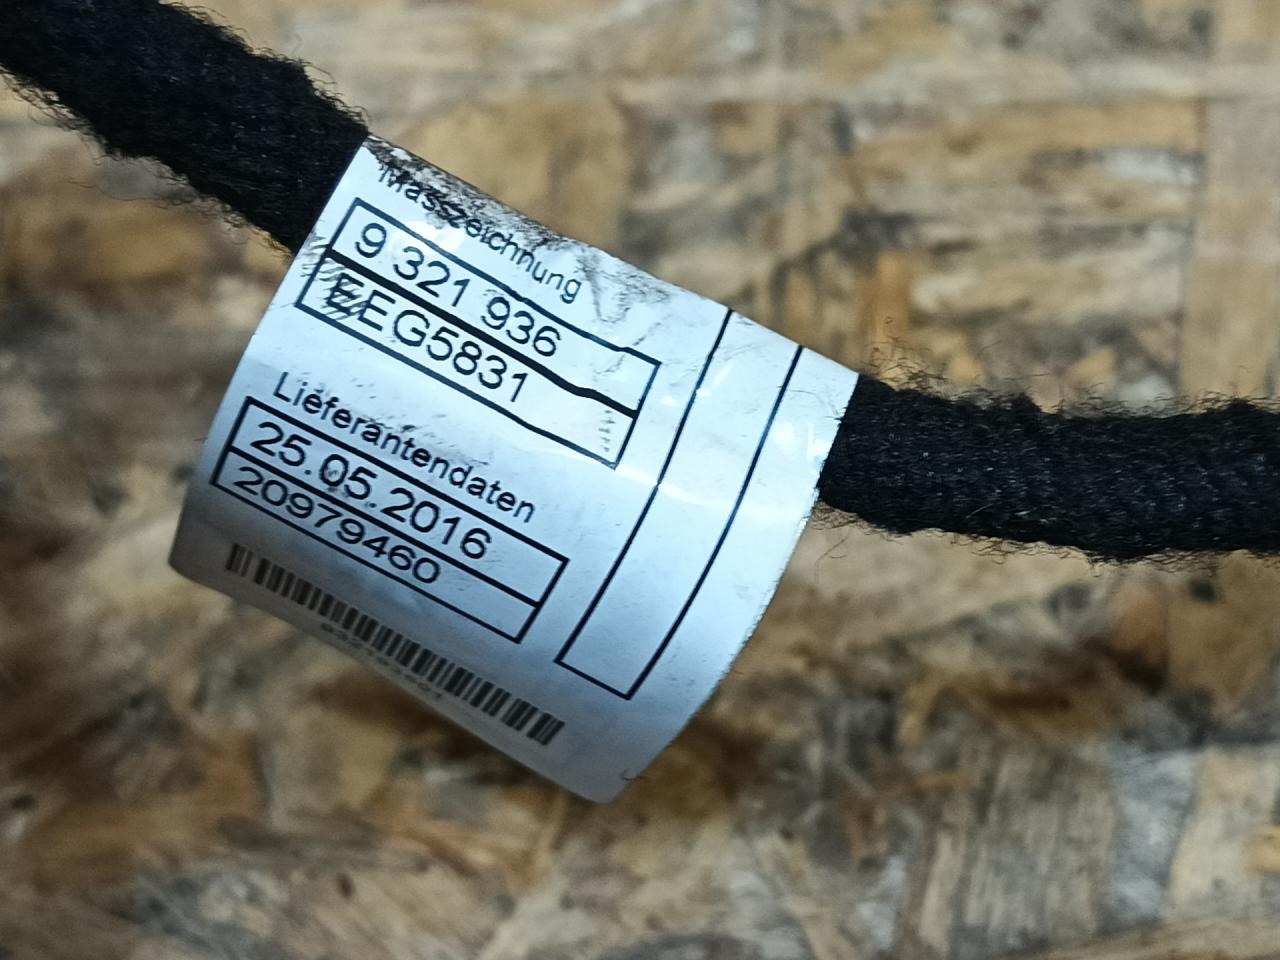 Masszeichnung
9 321 936
EEG5831
Lieferantendaten
25.05.2016
20979460